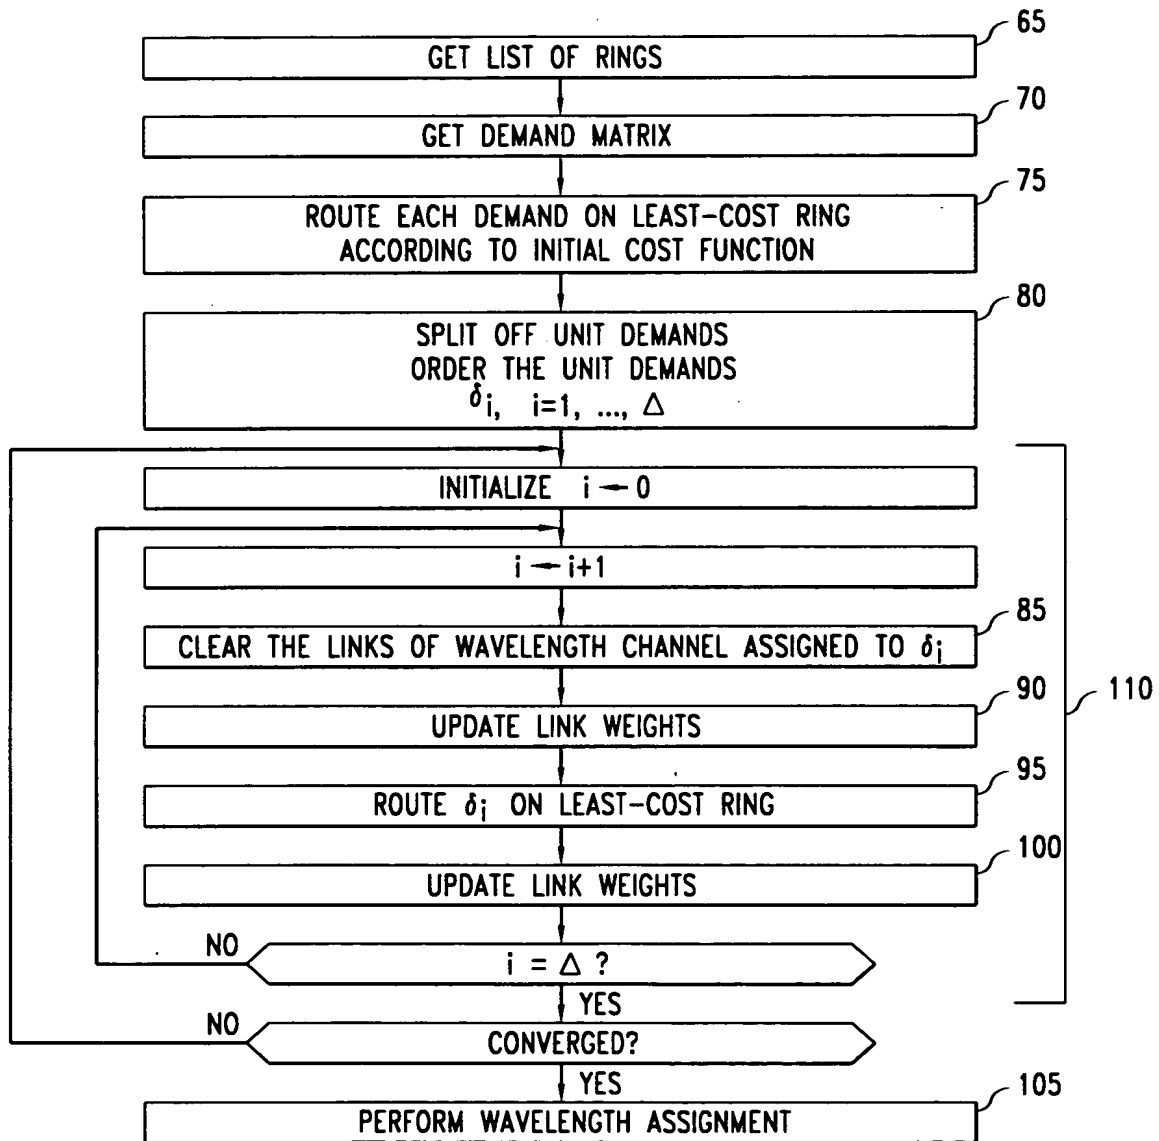 65
GET LIST OF RINGS
70
GET DEMAND MATRIX
75
ROUTE EACH DEMAND ON LEAST-COST RING
ACCORDING TO INITIAL COST FUNCTION
80
SPLIT OFF UNIT DEMANDS
ORDER THE UNIT DEMANDS
δi, i=1, ..., Δ
INITIALIZE i ← 0
i ← i+1
85
CLEAR THE LINKS OF WAVELENGTH CHANNEL ASSIGNED TO δi
90
UPDATE LINK WEIGHTS
110
95
ROUTE δi ON LEAST-COST RING
100
UPDATE LINK WEIGHTS
NO
i = Δ ?
YES
NO
CONVERGED?
YES
105
PERFORM WAVELENGTH ASSIGNMENT